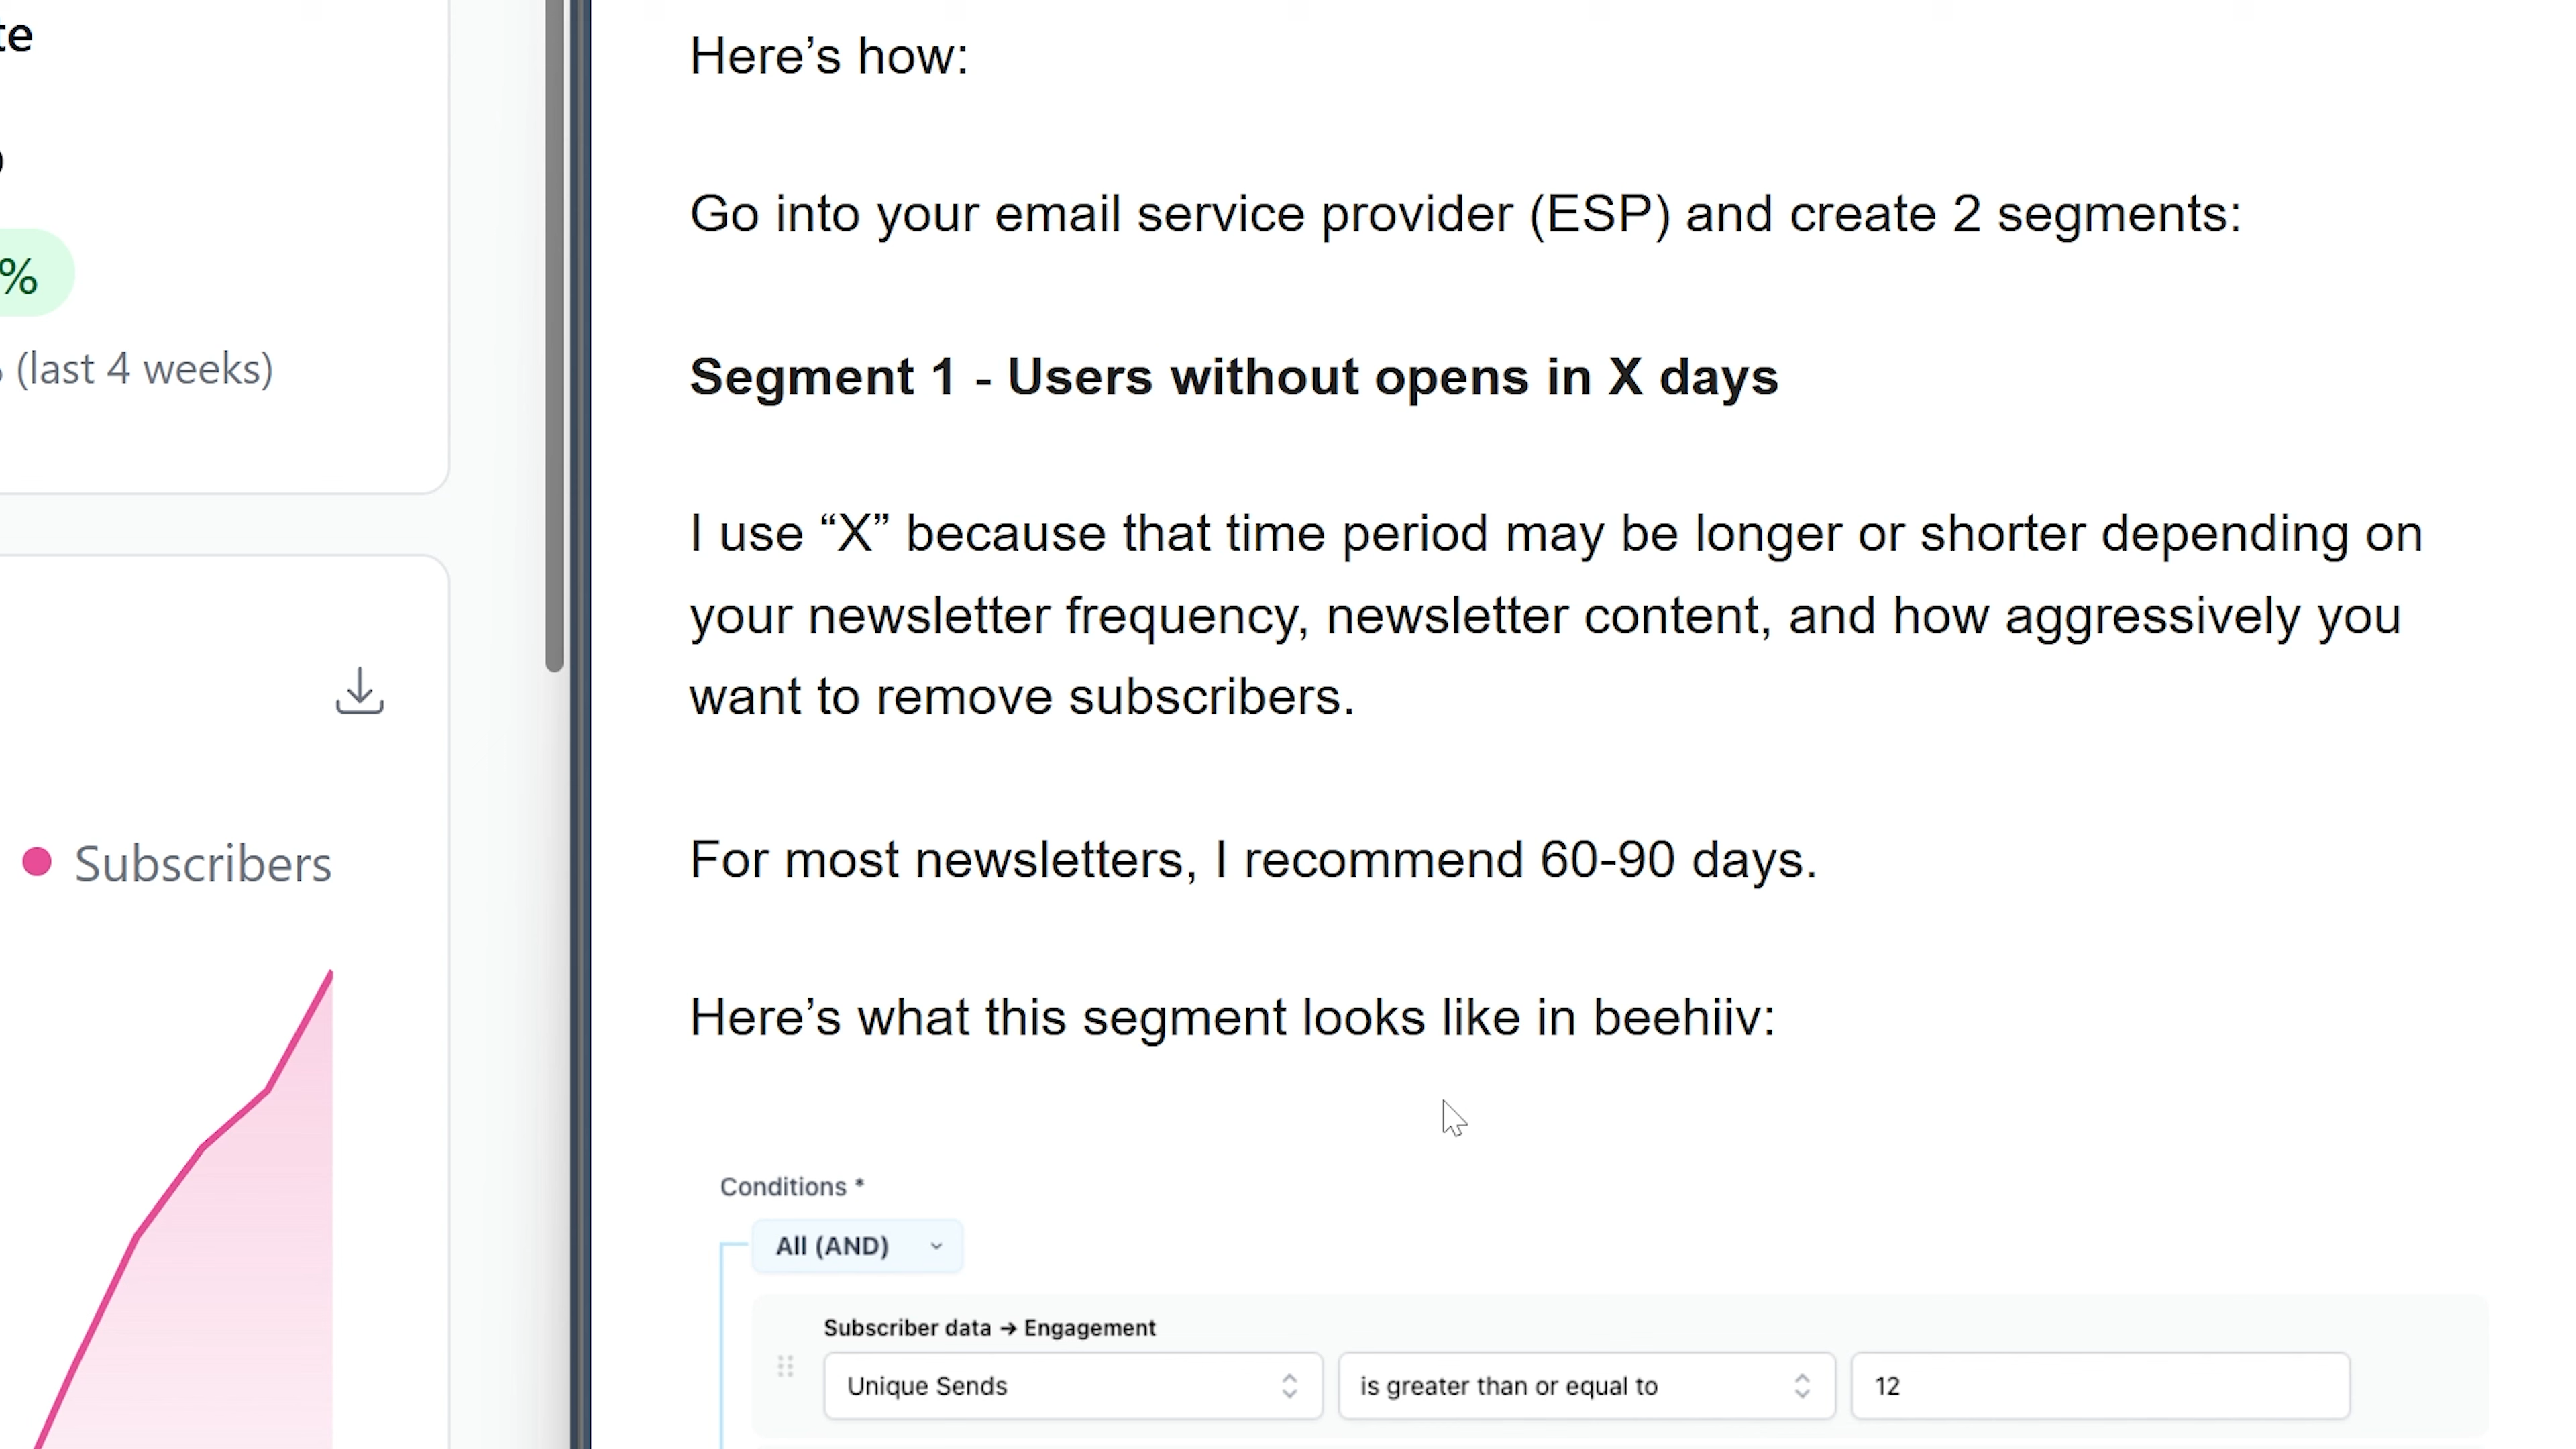 te
%
(last 4 weeks)
Subscribers
Here’s how:
Go into your email service provider (ESP) and create 2 segments:
Segment 1 - Users without opens in X days
I use “X” because that time period may be longer or shorter depending on
your newsletter frequency, newsletter content, and how aggressively you
want to remove subscribers.
For most newsletters, I recommend 60-90 days.
Here’s what this segment looks like in beehiiv:
Conditions *
All (AND)
Subscriber data → Engagement
Unique Sends
is greater than or equal to
12